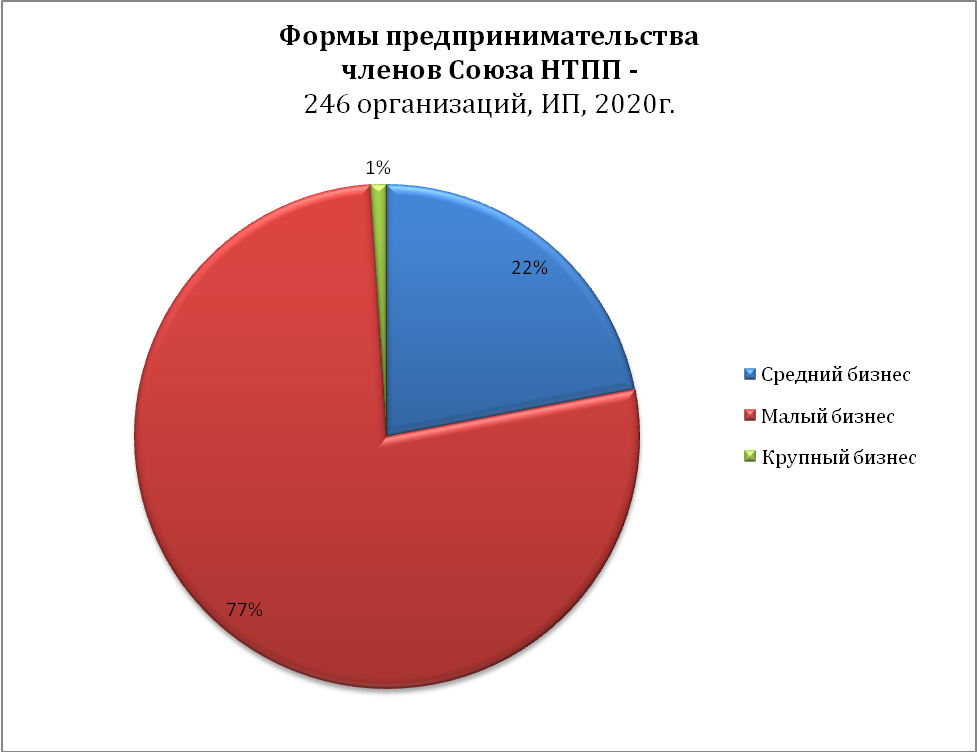 Формы предпринимательства
членов Союза НТПП -
246 организаций, ИП, 2020г.
1%
22%
Средний бизнес
Малый бизнес
Крупный бизнес
77%